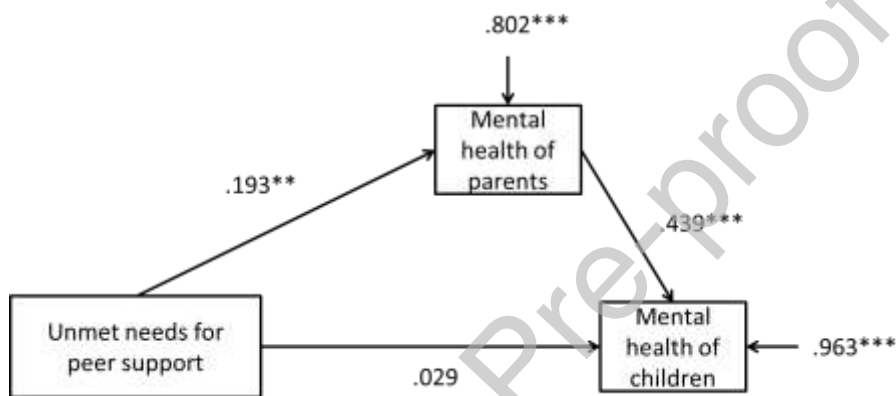 .802***
Mental
health of
parents
.193**
.439***
Unmet needs for
peer support
.029
Mental
health of
children
.963***
Pre-proof